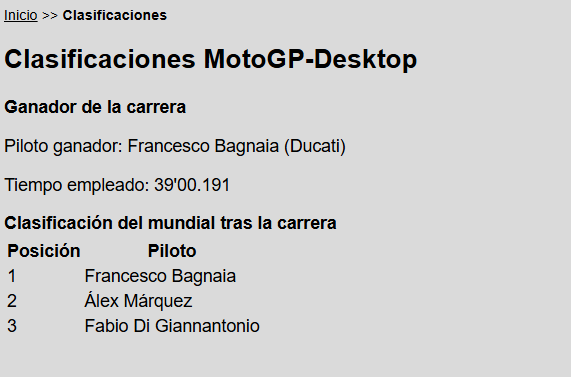 Inicio >> Clasificaciones
Clasificaciones MotoGP-Desktop
Ganador de la carrera
Piloto ganador: Francesco Bagnaia (Ducati)
Tiempo empleado: 39'00.191
Clasificación del mundial tras la carrera
Posición Piloto
1 Francesco Bagnaia
2 Álex Márquez
3 Fabio Di Giannantonio